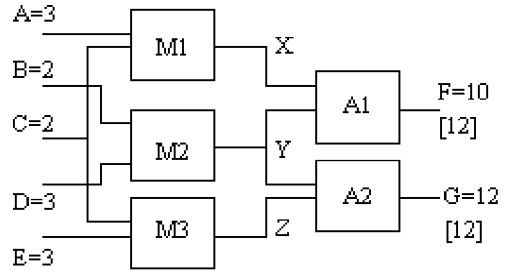 A=3
M1
X
B=2
F=10
A1
C=2
[12]
M2
Y
D=3
A2
G=12
M3
Z
[12]
E=3